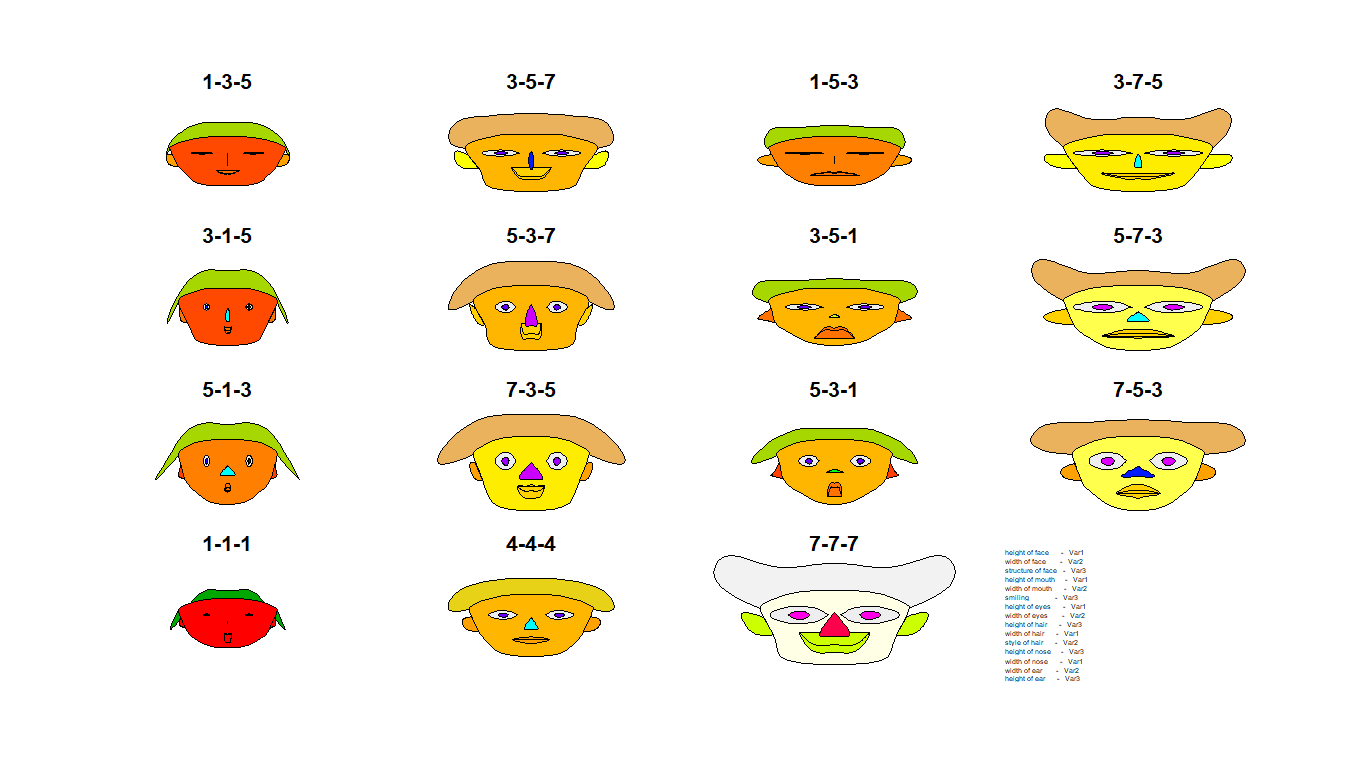 1-3-5
3-5-7
1-5-3
3-7-5
3-1-5
5-3-7
3-5-1
5-7-3
5-1-3
7-3-5
5-3-1
7-5-3
1-1-1
4-4-4
7-7-7
height of face - Var1
width of face - Var2
structure of face - Var3
height of mouth - Var1
width of mouth - Var2
smiling - Var3
height of eyes - Var1
width of eyes - Var2
height of hair - Var3
width of hair - Var1
style of hair - Var2
height of nose - Var3
width of nose - Var1
width of ear - Var2
height of ear - Var3